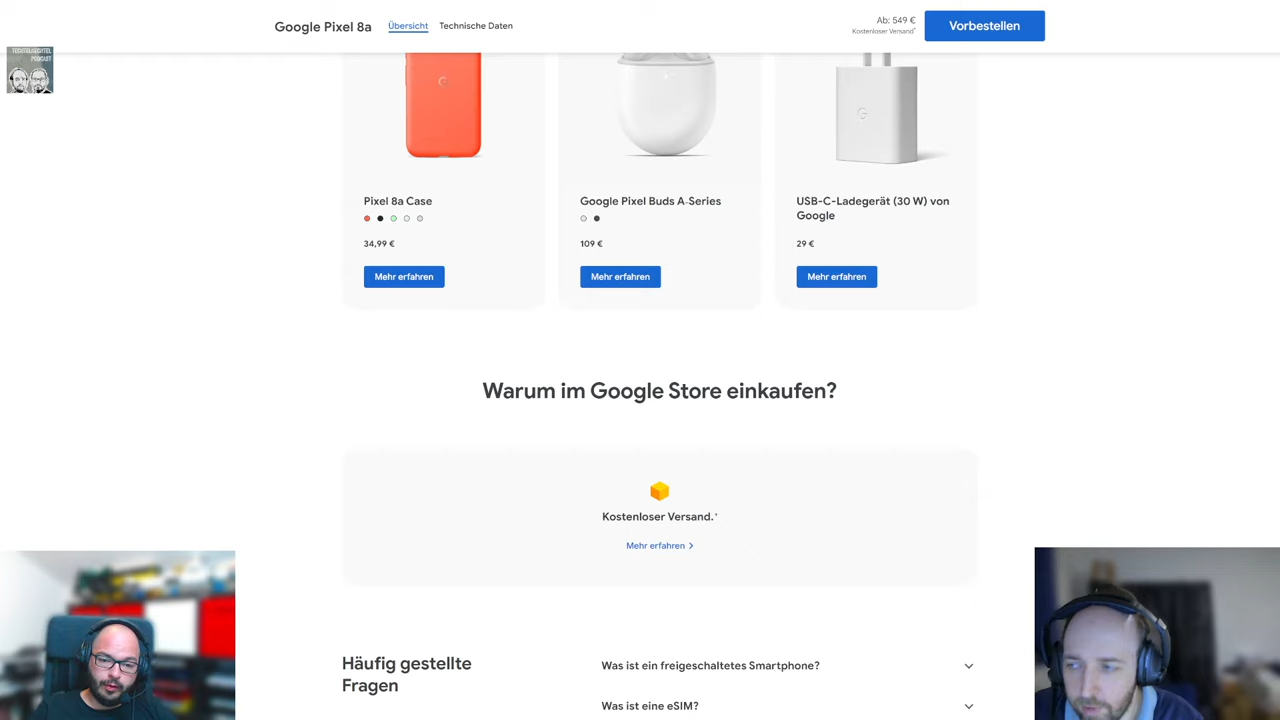 Google Pixel 8a
Übersicht
Technische Daten
Ab: 549 €
Kostenloser Versand*
Vorbestellen
TECHTELMECHTEL
PODCAST
Pixel 8a Case
34,99 €
Mehr erfahren
Google Pixel Buds A-Series
109 €
Mehr erfahren
USB-C-Ladegerät (30 W) von
Google
29 €
Mehr erfahren
Warum im Google Store einkaufen?
Kostenloser Versand.*
Mehr erfahren
Häufig gestellte
Fragen
Was ist ein freigeschaltetes Smartphone?
Was ist eine eSIM?